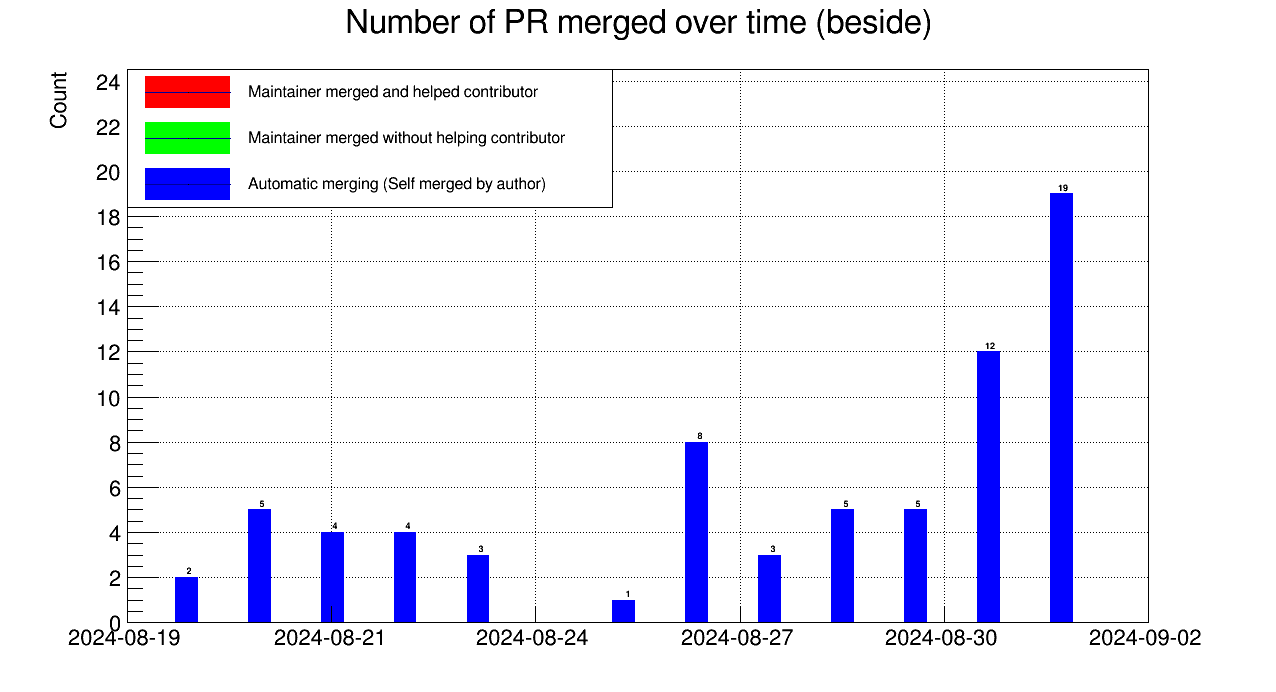 Number of PR merged over time (beside)
Count
24
22
20
18
16
14
12
10
8
6
4
2
0
Maintainer merged and helped contributor
Maintainer merged without helping contributor
Automatic merging (Self merged by author)
2 5 4 4 3 1 8 3 5 5 12 19
2024-08-19 2024-08-21 2024-08-24 2024-08-27 2024-08-30 2024-09-02